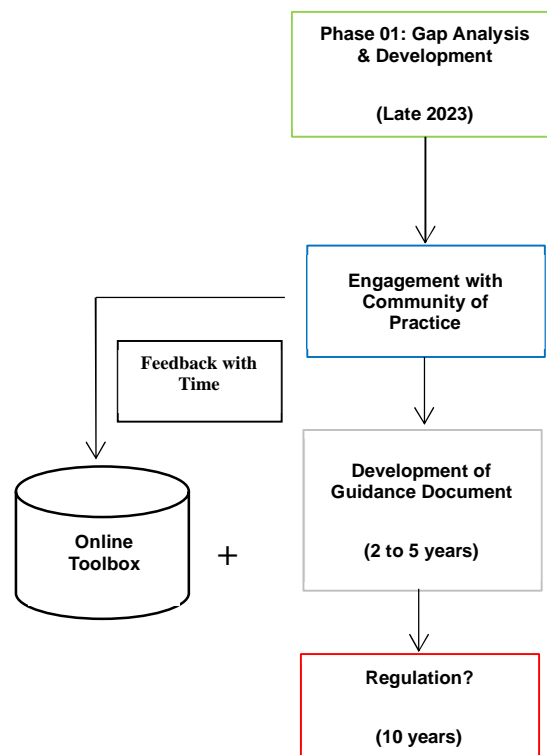 Phase 01: Gap Analysis
& Development
(Late 2023)
Engagement with
Community of
Practice
Feedback with
Time
Development of
Guidance Document
(2 to 5 years)
Online
Toolbox
+
Regulation?
(10 years)